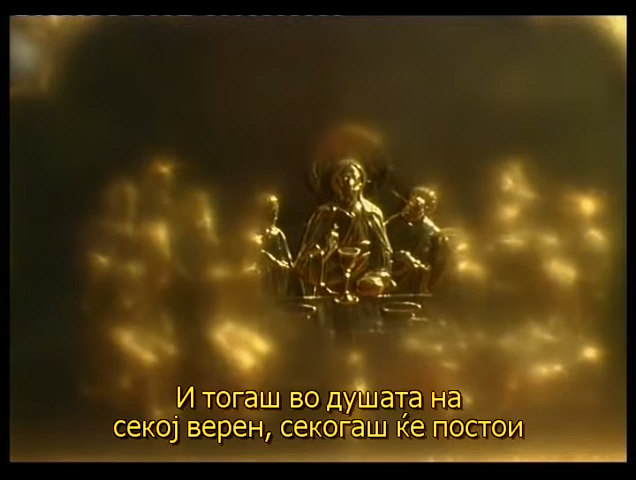 И тогаш во душата на
секој верен, секогаш ќе постои